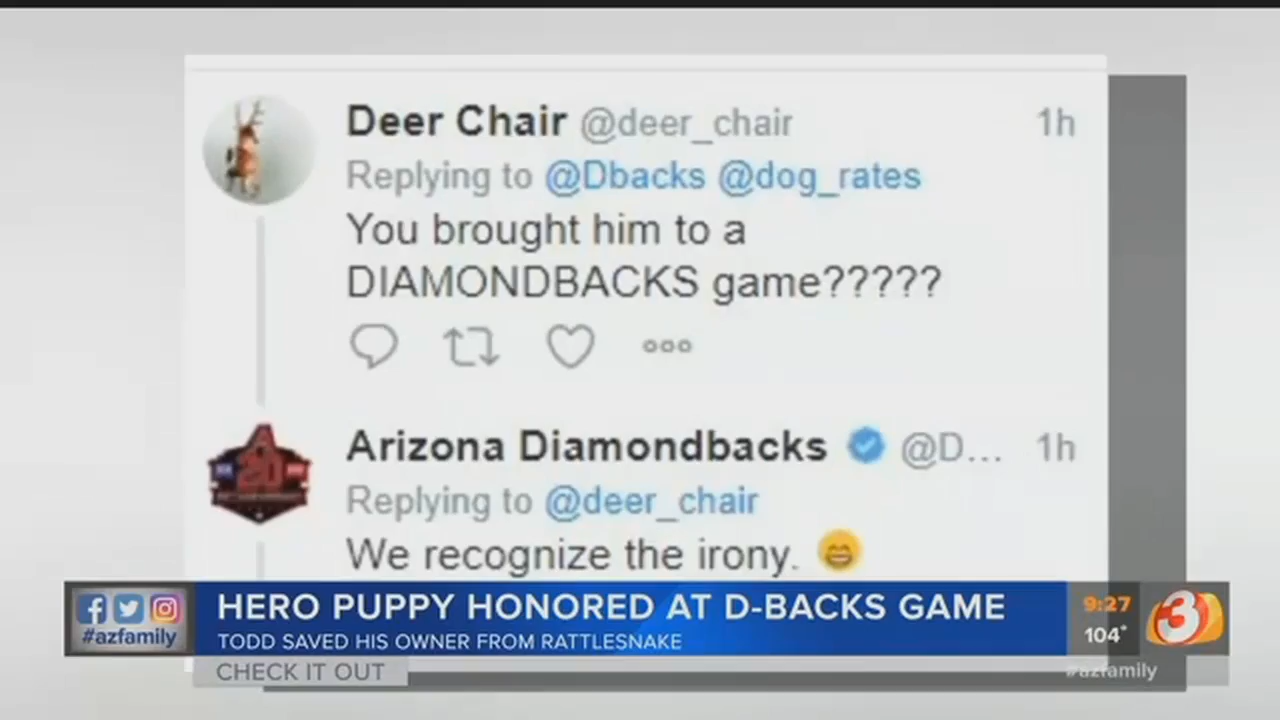 Deer Chair @deer_chair 1h
Replying to @Dbacks @dog_rates
You brought him to a
DIAMONDBACKS game?????
Arizona Diamondbacks @D... 1h
Replying to @deer_chair
We recognize the irony. 😄
#azfamily
HERO PUPPY HONORED AT D-BACKS GAME
TODD SAVED HIS OWNER FROM RATTLESNAKE
9:27
104°
3
CHECK IT OUT
#azfamily